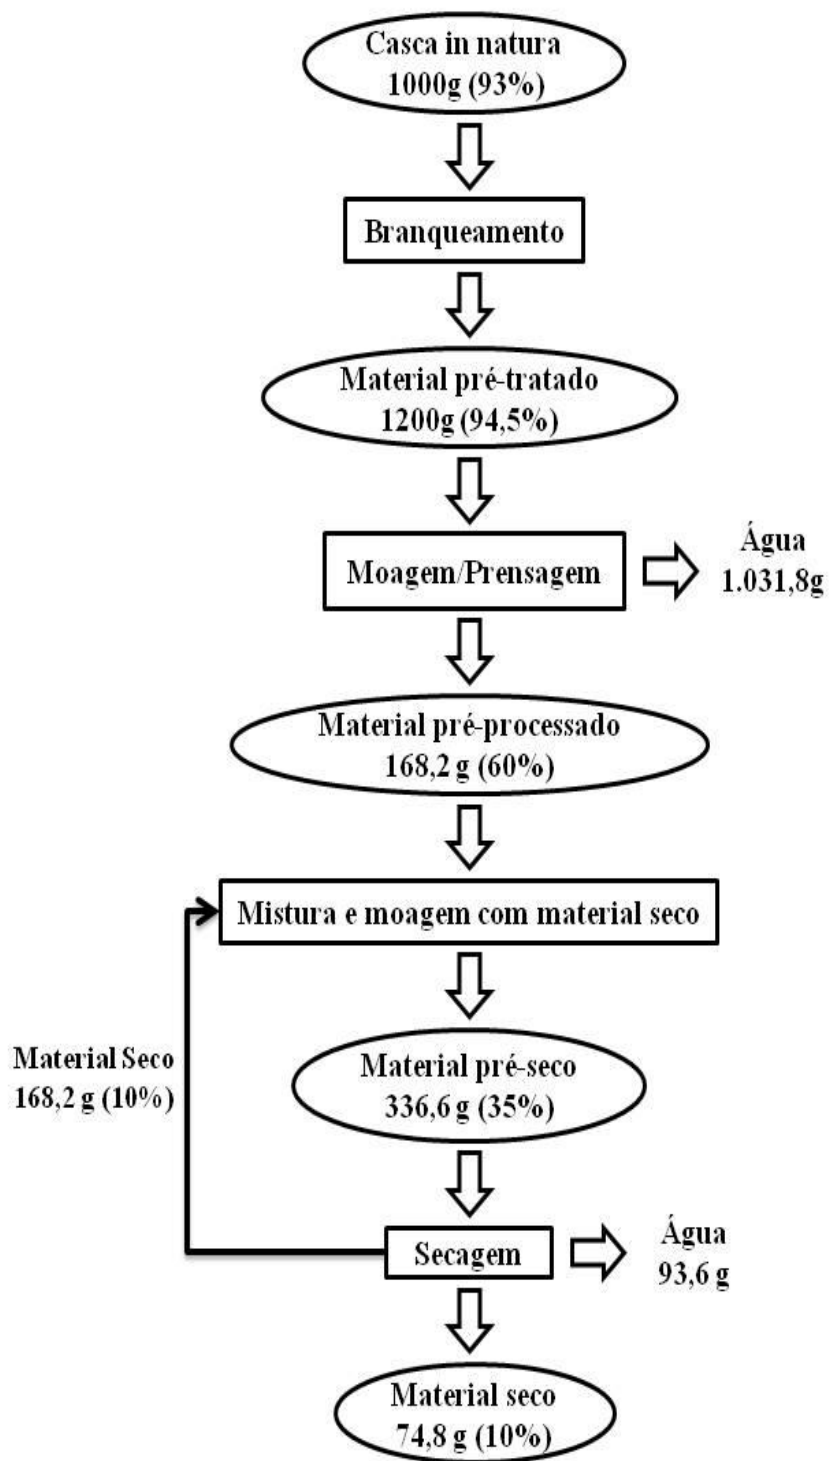 Casca in natura
1000g (93%)
Branqueamento
Material pré-tratado
1200g (94,5%)
Moagem/Prensagem
Água
1.031,8g
Material pré-processado
168,2 g (60%)
Mistura e moagem com material seco
Material Seco
168,2 g (10%)
Material pré-seco
336,6 g (35%)
Secagem
Água
93,6 g
Material seco
74,8 g (10%)